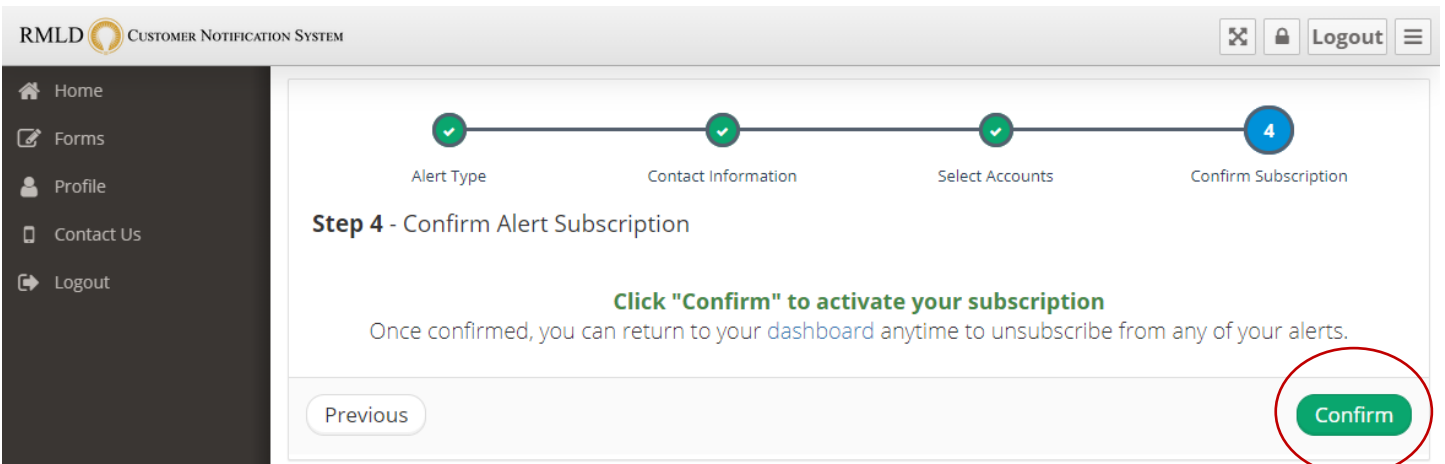 RMLD CUSTOMER NOTIFICATION SYSTEM
Logout
Home
Forms
Profile
Contact Us
Logout
4
Alert Type
Contact Information
Select Accounts
Confirm Subscription
Step 4 - Confirm Alert Subscription
Click "Confirm" to activate your subscription
Once confirmed, you can return to your dashboard anytime to unsubscribe from any of your alerts.
Previous
Confirm